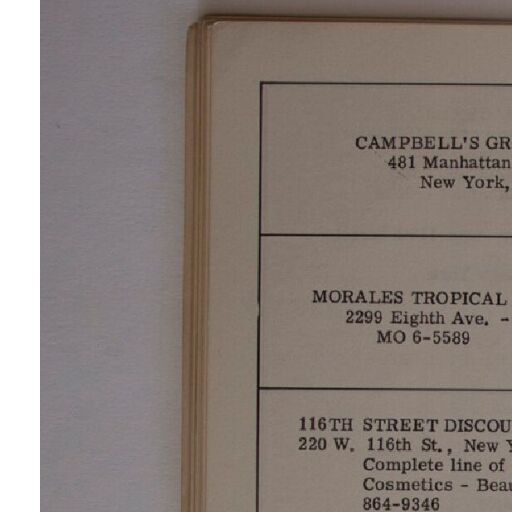 CAMPBELL'S GR
481 Manhattan
New York,
MORALES TROPICAL
2299 Eighth Ave. -
MO 6-5589
116TH STREET DISCOU
220 W. 116th St., New Y
Complete line of
Cosmetics - Beau
864-9346